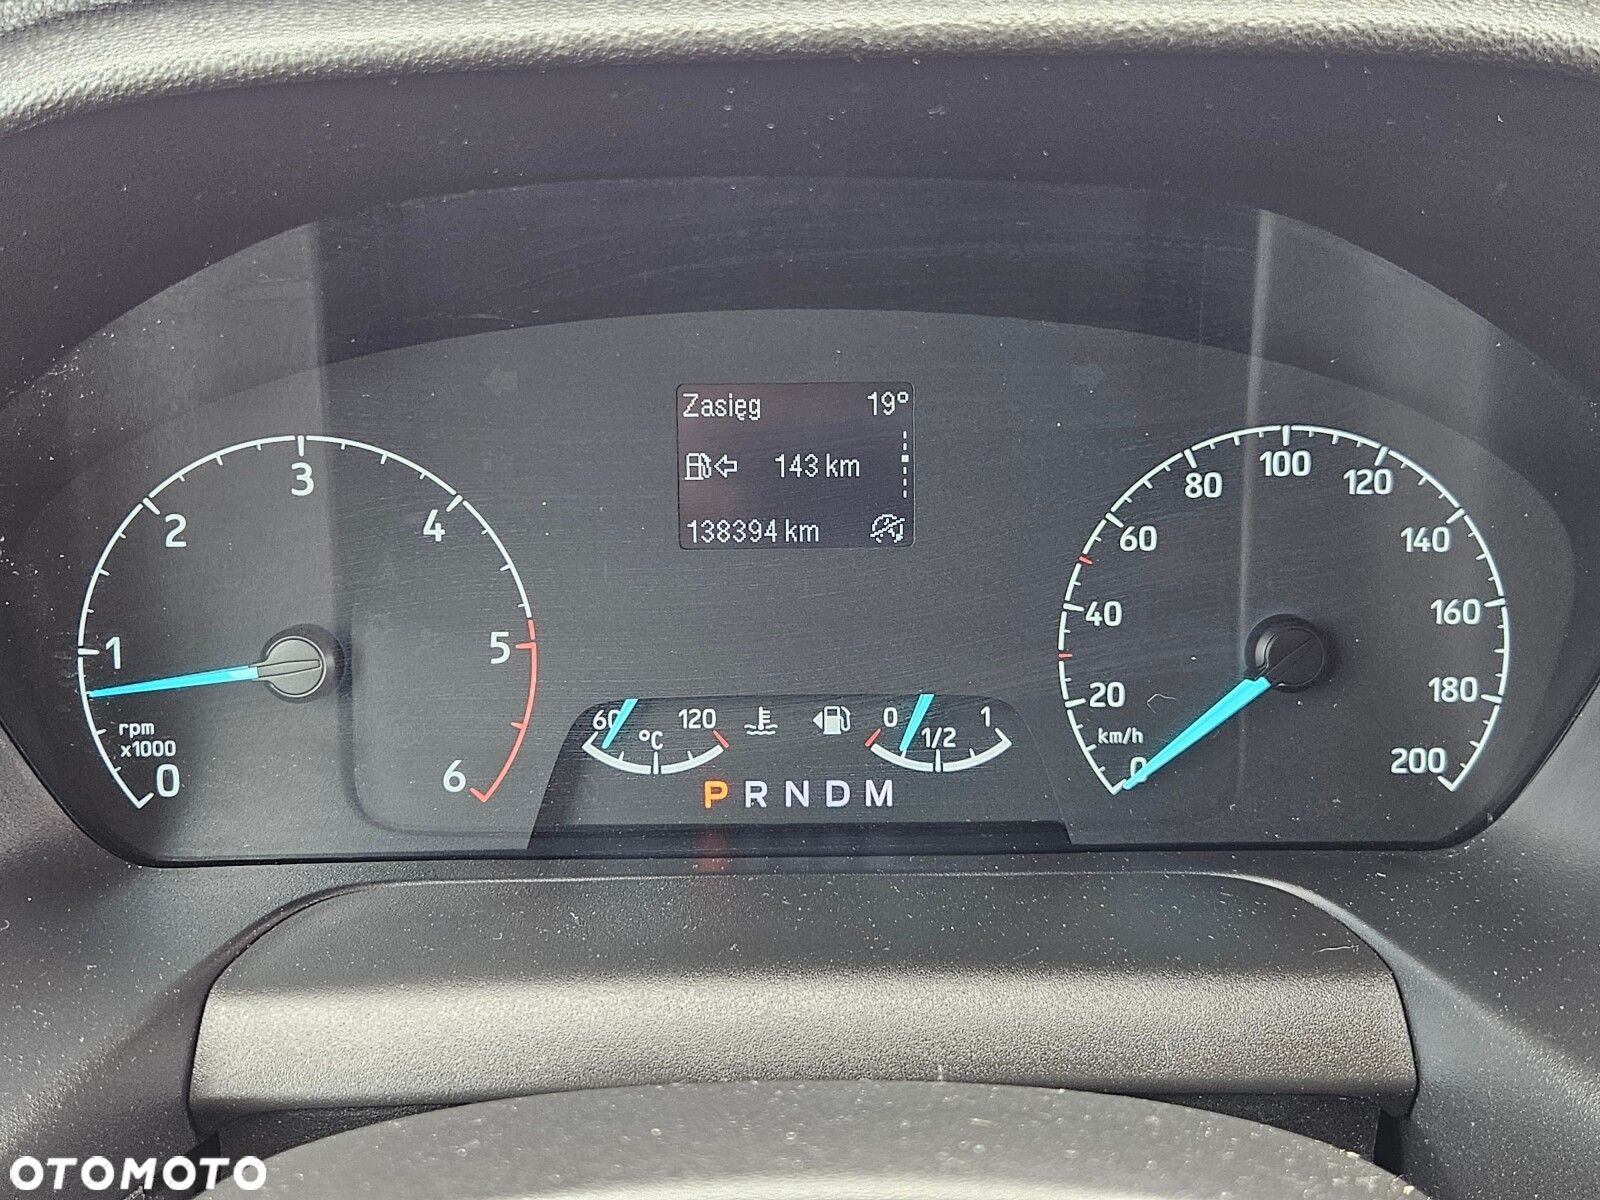 Zasięg 19°
143 km
138394 km
0 1 2 3 4 5 6
rpm
x1000
60 120
°C
0 1/2 1
P R N D M
0 20 40 60 80 100 120 140 160 180 200
km/h
OTOMOTO